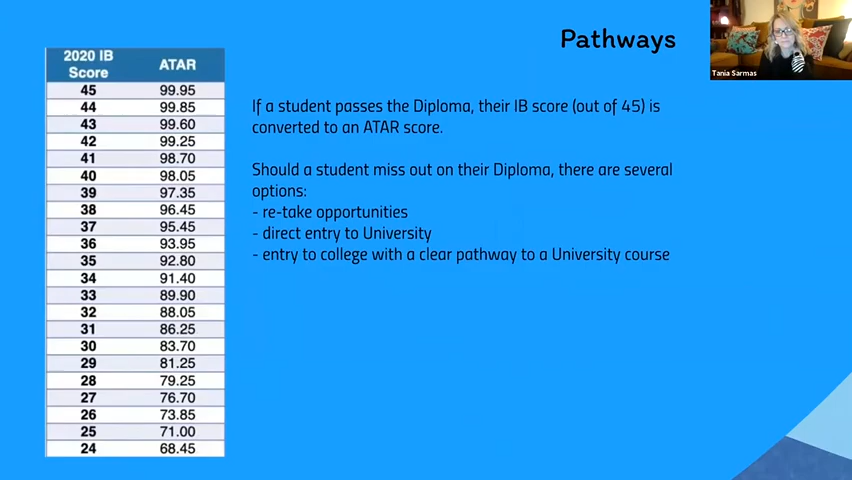 Pathways
Tania Sarmas
2020 IB Score ATAR
45 99.95
44 99.85
43 99.60
42 99.25
41 98.70
40 98.05
39 97.35
38 96.45
37 95.45
36 93.95
35 92.80
34 91.40
33 89.90
32 88.05
31 86.25
30 83.70
29 81.25
28 79.25
27 76.70
26 73.85
25 71.00
24 68.45
If a student passes the Diploma, their IB score (out of 45) is
converted to an ATAR score.
Should a student miss out on their Diploma, there are several
options:
- re-take opportunities
- direct entry to University
- entry to college with a clear pathway to a University course